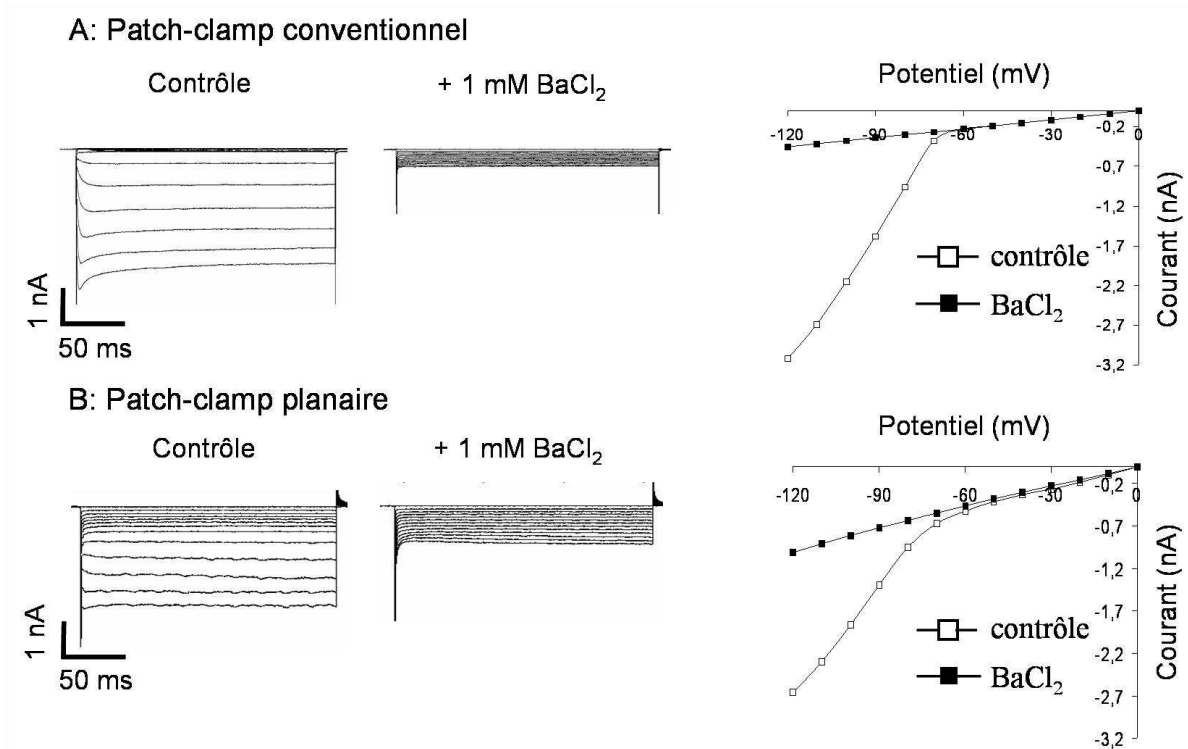 A: Patch-clamp conventionnel
Contrôle
+ 1 mM BaCl₂
1 nA
50 ms
Potentiel (mV)
-120 -90 -60 -30 0
-0,2
-0,7
-1,2
-1,7
-2,2
-2,7
-3,2
Courant (nA)
contrôle
BaCl₂
B: Patch-clamp planaire
Contrôle
+ 1 mM BaCl₂
1 nA
50 ms
Potentiel (mV)
-120 -90 -60 -30 0
-0,2
-0,7
-1,2
-1,7
-2,2
-2,7
-3,2
Courant (nA)
contrôle
BaCl₂